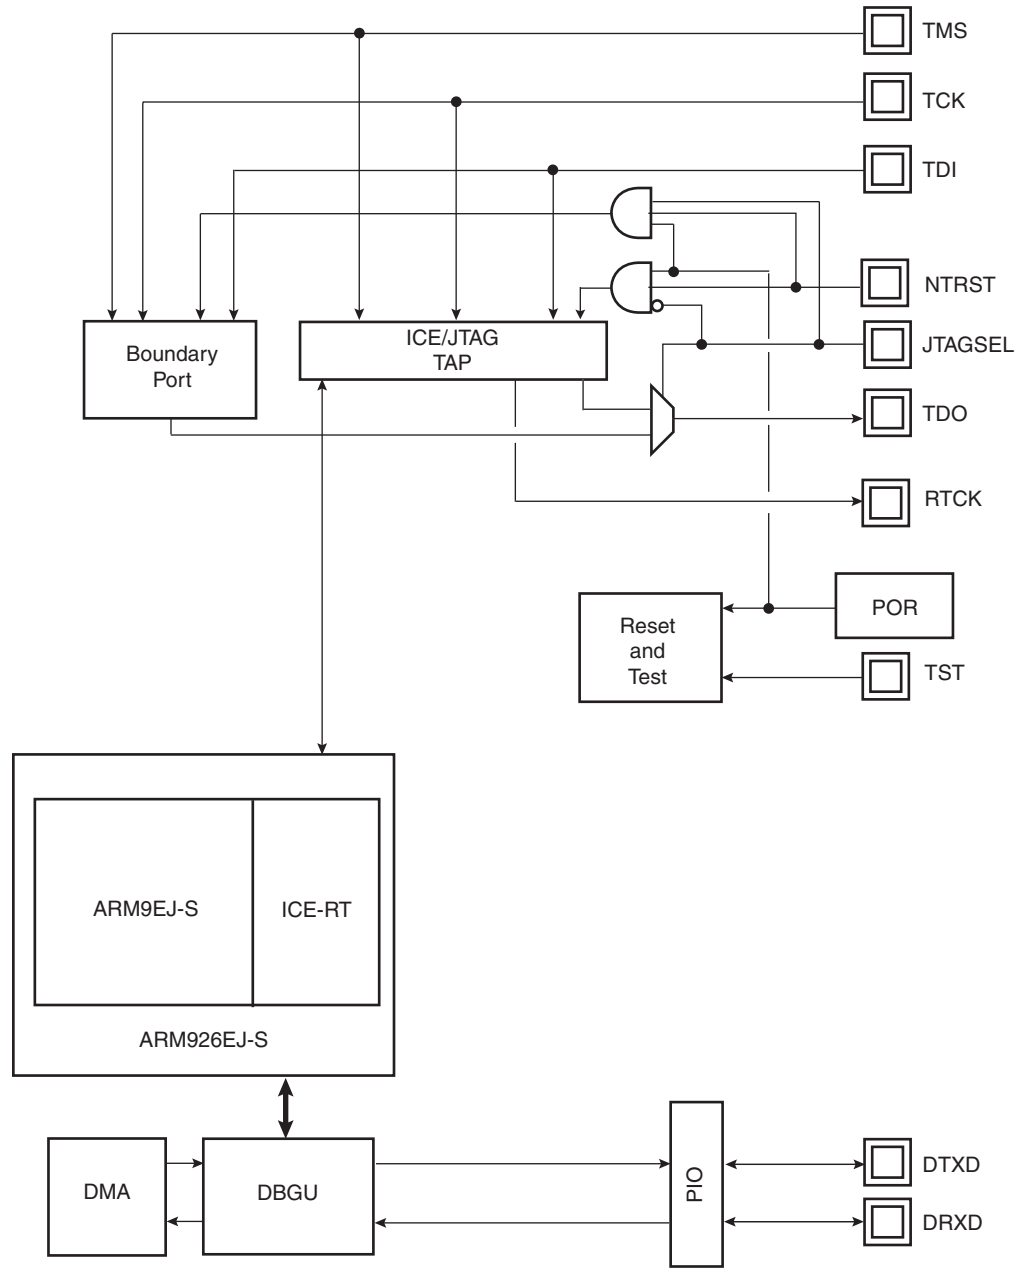 TMS
TCK
TDI
NTRST
JTAGSEL
TDO
RTCK
Boundary
Port
ICE/JTAG
TAP
POR
Reset
and
Test
TST
ARM9EJ-S
ICE-RT
ARM926EJ-S
DMA
DBGU
PIO
DTXD
DRXD